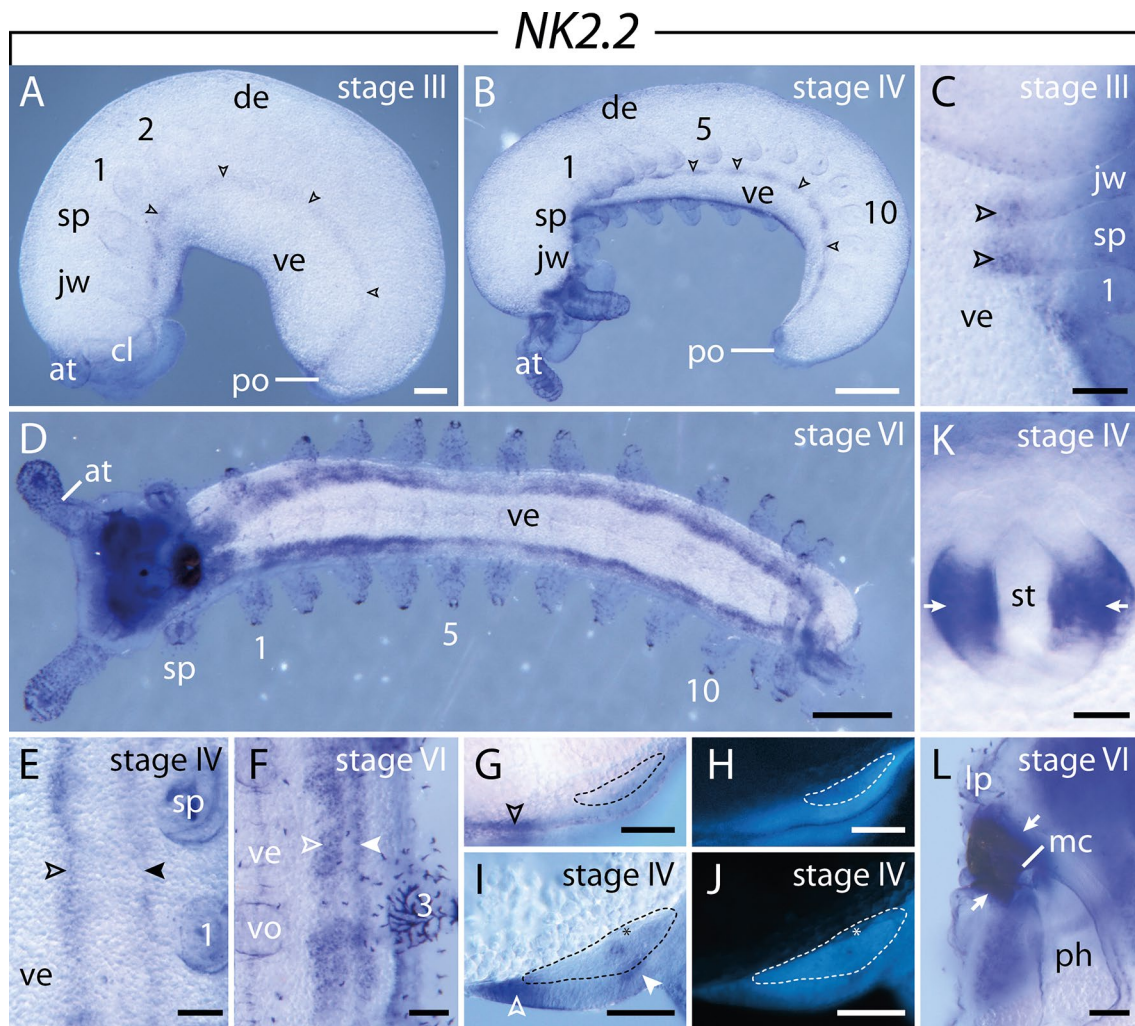 NK2.2
A
stage III
de
2
1
sp
jw
ve
cl
at
po
B
stage IV
de
5
1
ve
sp
10
jw
at
po
C
stage III
jw
sp
1
ve
D
stage VI
at
ve
1
5
sp
10
K
stage IV
st
E
stage IV
sp
1
ve
F
stage VI
ve
3
vo
G
H
I
stage IV
*
J
stage IV
*
L
stage VI
lp
mc
ph